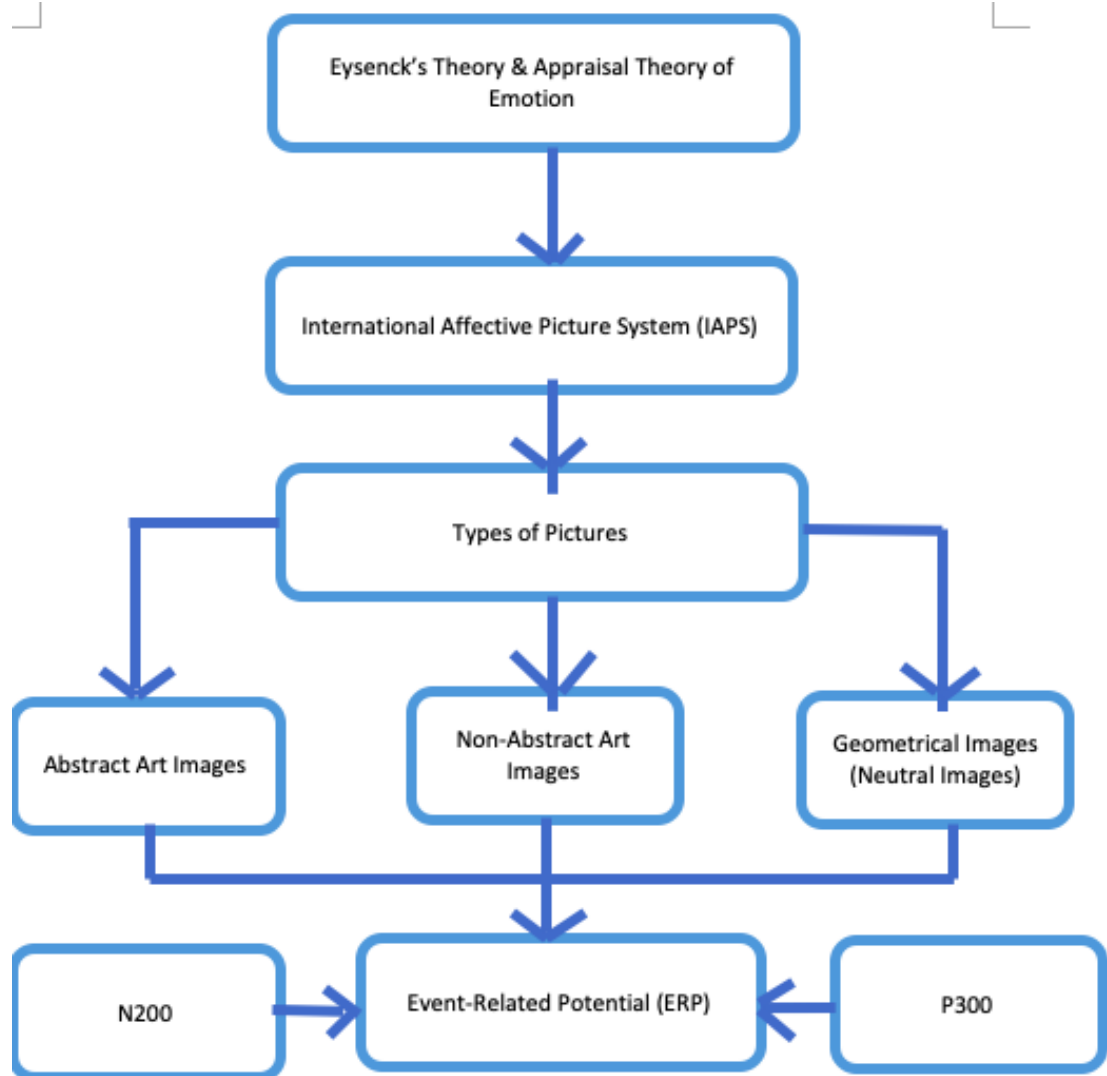 Eysenck's Theory & Appraisal Theory of
Emotion
International Affective Picture System (IAPS)
Types of Pictures
Abstract Art Images
Non-Abstract Art
Images
Geometrical Images
(Neutral Images)
N200
Event-Related Potential (ERP)
P300